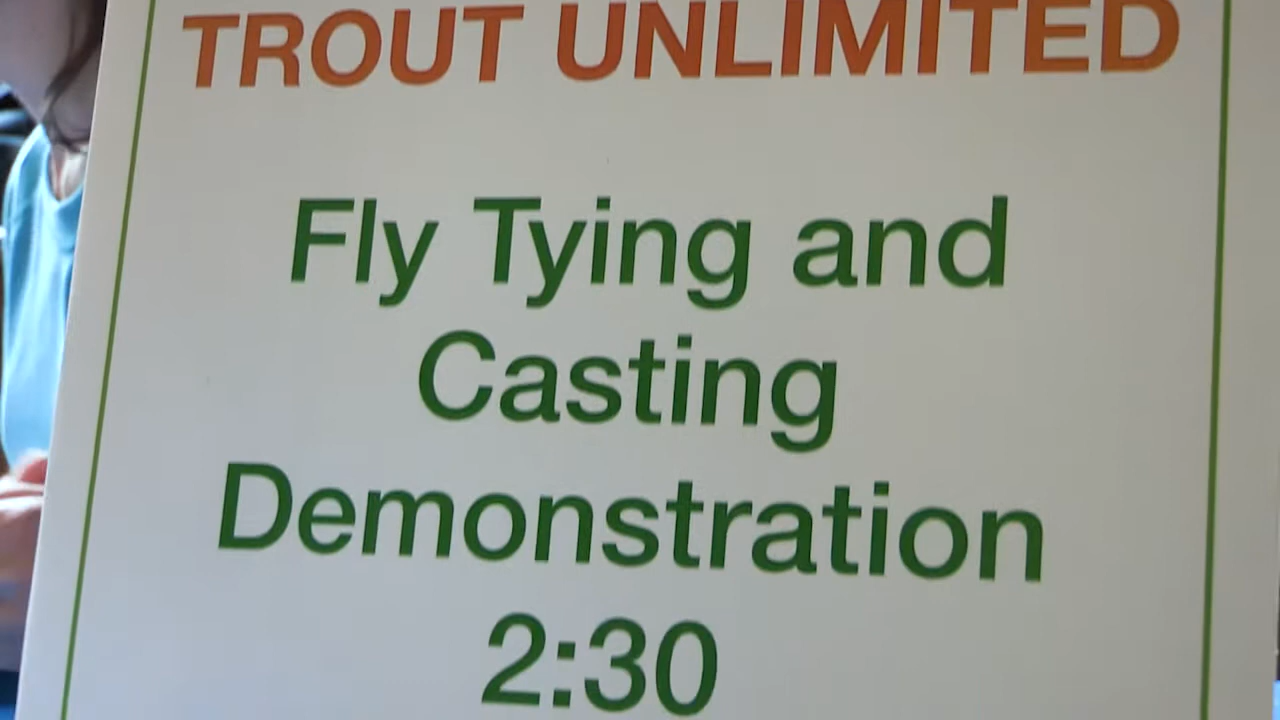 TROUT UNLIMITED
Fly Tying and
Casting
Demonstration
2:30